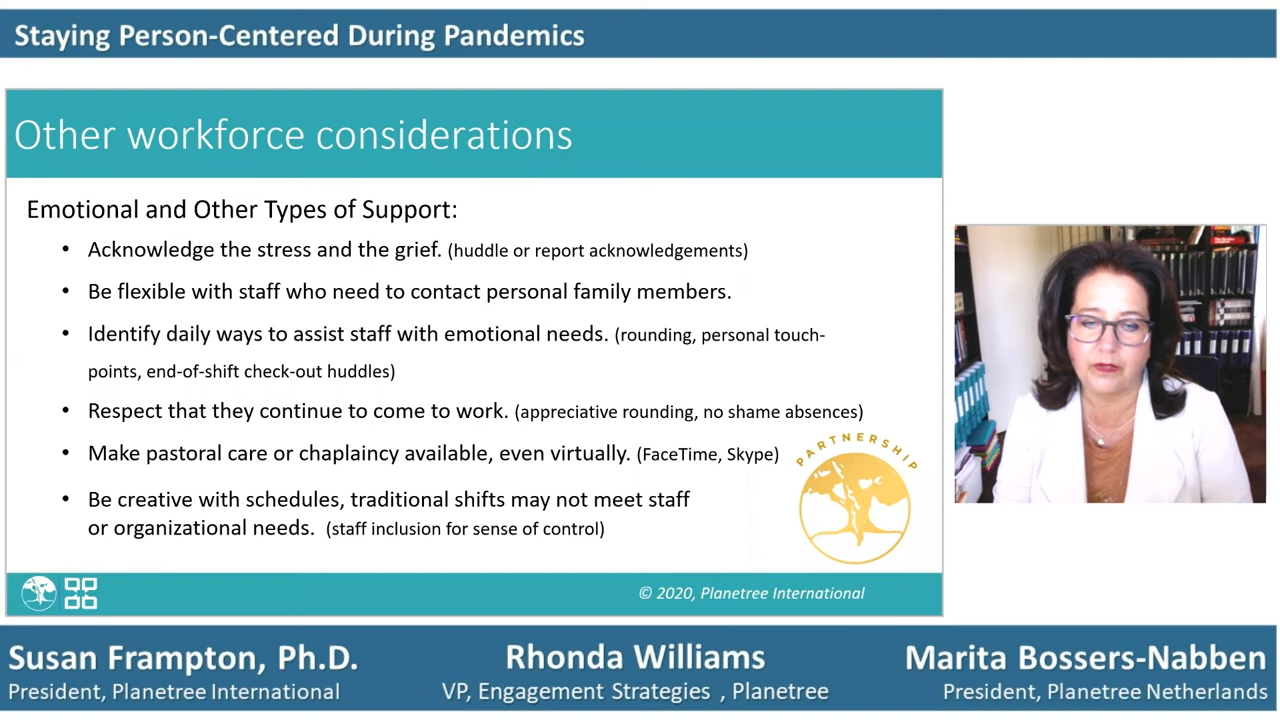 Staying Person-Centered During Pandemics
Other workforce considerations
Emotional and Other Types of Support:
• Acknowledge the stress and the grief. (huddle or report acknowledgements)
• Be flexible with staff who need to contact personal family members.
• Identify daily ways to assist staff with emotional needs. (rounding, personal touch-
points, end-of-shift check-out huddles)
• Respect that they continue to come to work. (appreciative rounding, no shame absences)
• Make pastoral care or chaplaincy available, even virtually. (FaceTime, Skype)
• Be creative with schedules, traditional shifts may not meet staff
or organizational needs. (staff inclusion for sense of control)
PARTNERSHIP
© 2020, Planetree International
Susan Frampton, Ph.D.
President, Planetree International
Rhonda Williams
VP, Engagement Strategies , Planetree
Marita Bossers-Nabben
President, Planetree Netherlands